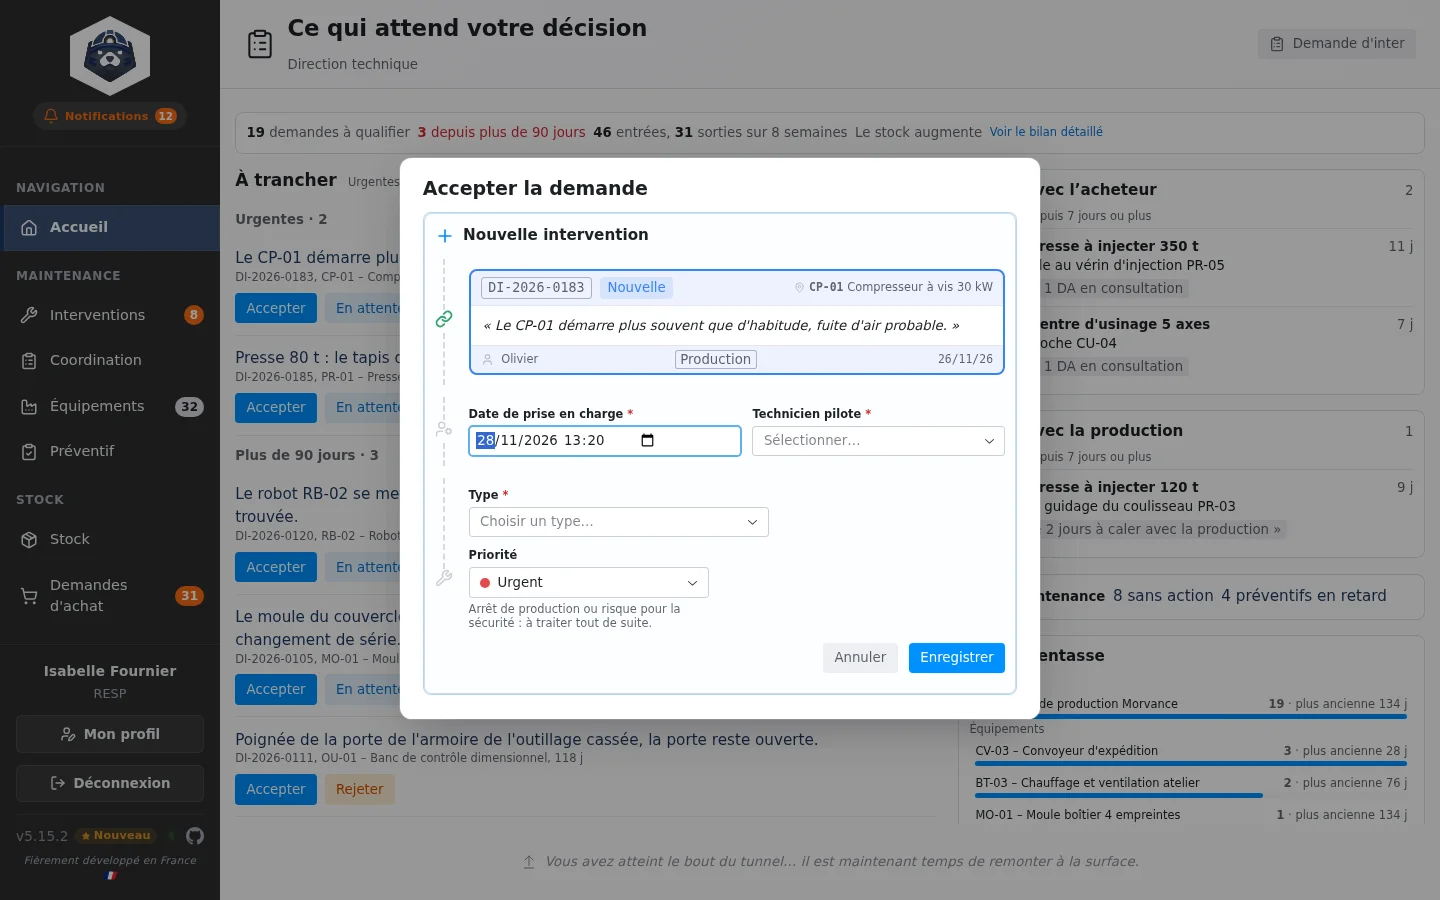 Notifications 12
NAVIGATION
Accueil
MAINTENANCE
Interventions 8
Coordination
Équipements 32
Préventif
STOCK
Stock
Demandes
d'achat 31
Isabelle Fournier
RESP
Mon profil
Déconnexion
v5.15.2 Nouveau
Fièrement développé en France
Ce qui attend votre décision
Direction technique
Demande d'inter
19 demandes à qualifier 3 depuis plus de 90 jours 46 entrées, 31 sorties sur 8 semaines Le stock augmente Voir le bilan détaillé
À trancher Urgentes
Urgentes · 2
Le CP-01 démarre plu
DI-2026-0183, CP-01 – Comp
Accepter En attente
Presse 80 t : le tapis d
DI-2026-0185, PR-01 – Presse
Accepter En attente
Plus de 90 jours · 3
Le robot RB-02 se me
trouvée.
DI-2026-0120, RB-02 – Robot
Accepter En attente
Le moule du couvercl
changement de série.
DI-2026-0105, MO-01 – Moul
Accepter En attente
Poignée de la porte de l'armoire de l'outillage cassée, la porte reste ouverte.
DI-2026-0111, OU-01 – Banc de contrôle dimensionnel, 118 j
Accepter Rejeter
Accepter la demande
Nouvelle intervention
DI-2026-0183 Nouvelle CP-01 Compresseur à vis 30 kW
« Le CP-01 démarre plus souvent que d'habitude, fuite d'air probable. »
Olivier Production 26/11/26
Date de prise en charge * Technicien pilote *
28/11/2026 13:20 Sélectionner…
Type *
Choisir un type…
Priorité
Urgent
Arrêt de production ou risque pour la
sécurité : à traiter tout de suite.
Annuler Enregistrer
vec l’acheteur 2
puis 7 jours ou plus
resse à injecter 350 t 11 j
le au vérin d'injection PR-05
1 DA en consultation
entre d'usinage 5 axes 7 j
oche CU-04
1 DA en consultation
vec la production 1
puis 7 jours ou plus
resse à injecter 120 t 9 j
guidage du coulisseau PR-03
2 jours à caler avec la production »
ntenance 8 sans action 4 préventifs en retard
entasse
de production Morvance 19 · plus ancienne 134 j
Équipements
CV-03 – Convoyeur d'expédition 3 · plus ancienne 28 j
BT-03 – Chauffage et ventilation atelier 2 · plus ancienne 76 j
MO-01 – Moule boîtier 4 empreintes 1 · plus ancienne 134 j
Vous avez atteint le bout du tunnel… il est maintenant temps de remonter à la surface.